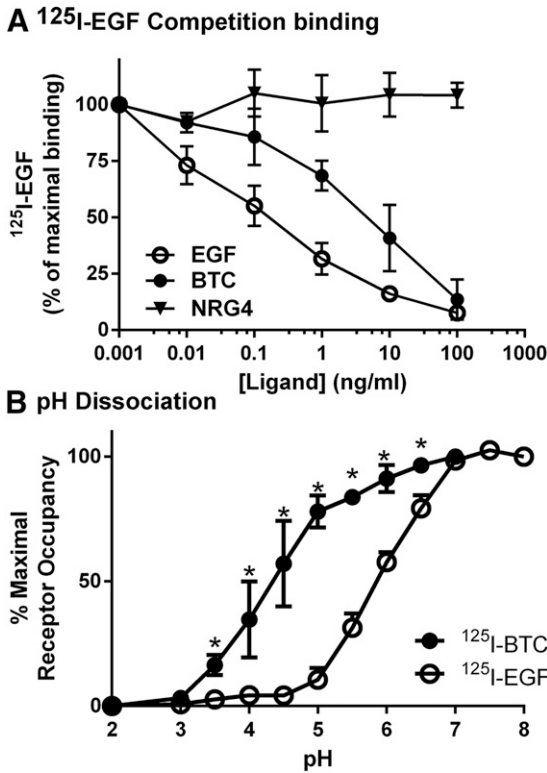 A ¹²⁵I-EGF Competition binding
¹²⁵I-EGF
(% of maximal binding)
100
75
50
25
0
EGF
BTC
NRG4
0.001 0.01 0.1 1 10 100 1000
[Ligand] (ng/ml)
B pH Dissociation
% Maximal
Receptor Occupancy
100
50
0
* * * * * * *
¹²⁵I-BTC
¹²⁵I-EGF
2 3 4 5 6 7 8
pH